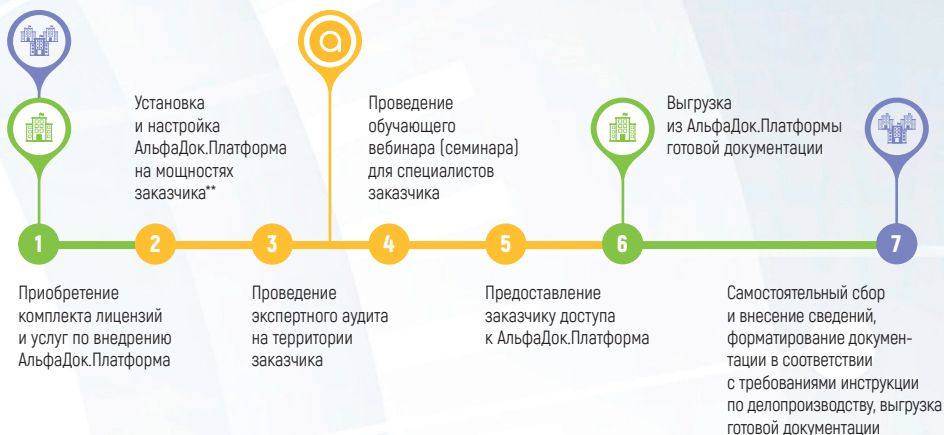 1
Приобретение
комплекта лицензий
и услуг по внедрению
АльфаДок.Платформа
2
Установка
и настройка
АльфаДок.Платформа
на мощностях
заказчика**
3
Проведение
экспертного аудита
на территории
заказчика
4
Проведение
обучающего
вебинара (семинара)
для специалистов
заказчика
5
Предоставление
заказчику доступа
к АльфаДок.Платформа
6
Выгрузка
из АльфаДок.Платформы
готовой документации
7
Самостоятельный сбор
и внесение сведений,
форматирование докумен-
тации в соответствии
с требованиями инструкции
по делопроизводству, выгрузка
готовой документации